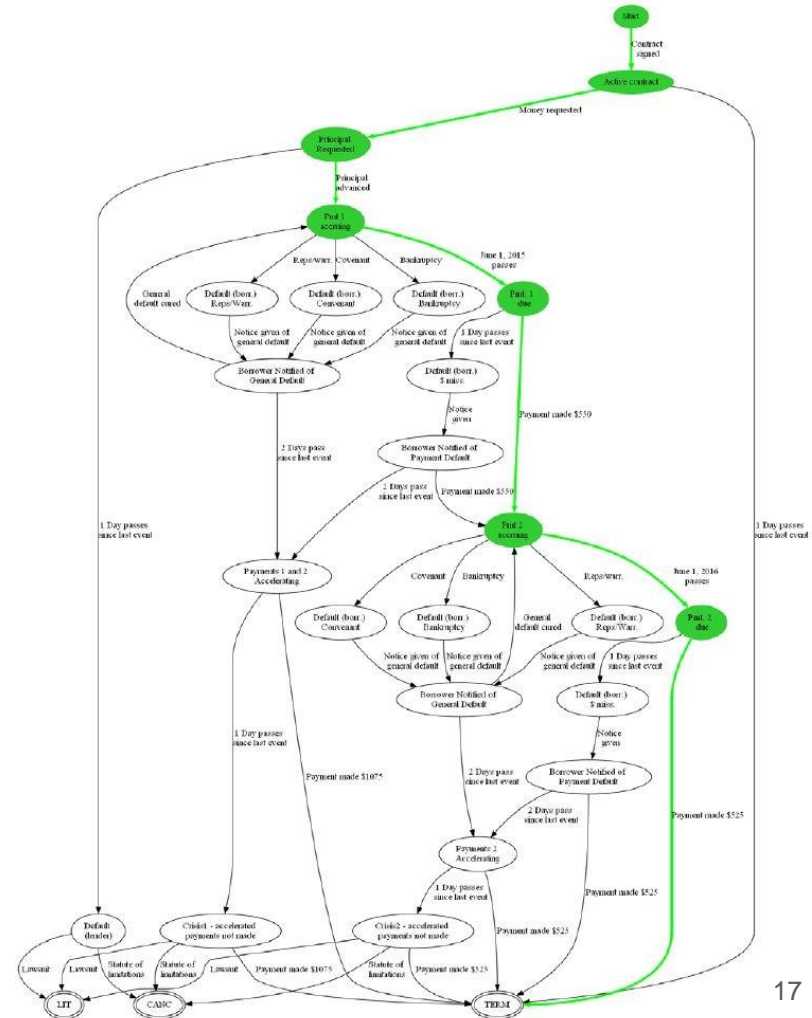 Start
Contract
signed
Active contract
Money requested
Principal
Requested
Principal
advanced
Pmt 1
accruing
Reps/warr.
Covenant
Bankruptcy
June 1, 2015
passes
General
default cured
Default (borr.)
Reps/Warr.
Default (borr.)
Convenant
Default (borr.)
Bankruptcy
Pmt. 1
due
Notice given of
general default
Notice given of
general default
Notice given of
general default
1 Day passes
since last event
Borrower Notified of
General Default
Default (borr.)
$ miss.
Notice
given
Payment made $550
2 Days pass
since last event
Borrower Notified of
Payment Default
2 Days pass
since last event
Payment made $550
1 Day passes
since last event
Pmt 2
accruing
1 Day passes
since last event
Payments 1 and 2
Accelerating
Covenant
Bankruptcy
Reps/warr.
June 1, 2016
passes
Default (borr.)
Convenant
Default (borr.)
Bankruptcy
General
default cured
Default (borr.)
Reps/Warr.
Pmt. 2
due
Notice given of
general default
Notice given of
general default
Notice given of
general default
1 Day passes
since last event
Borrower Notified of
General Default
Default (borr.)
$ miss.
1 Day passes
since last event
Notice
given
Payment made $1075
2 Days pass
since last event
Borrower Notified of
Payment Default
2 Days pass
since last event
Payment made $525
Payments 2
Accelerating
1 Day passes
since last event
Payment made $525
Payment made $525
Default
(lender)
Crisis1 - accelerated
payments not made
Crisis2 - accelerated
payments not made
Lawsuit
Statute of
limitations
Lawsuit
Statute of
limitations
Payment made $1075
Lawsuit
Statute of
limitations
Payment made $525
LIT
CANC
TERM
17